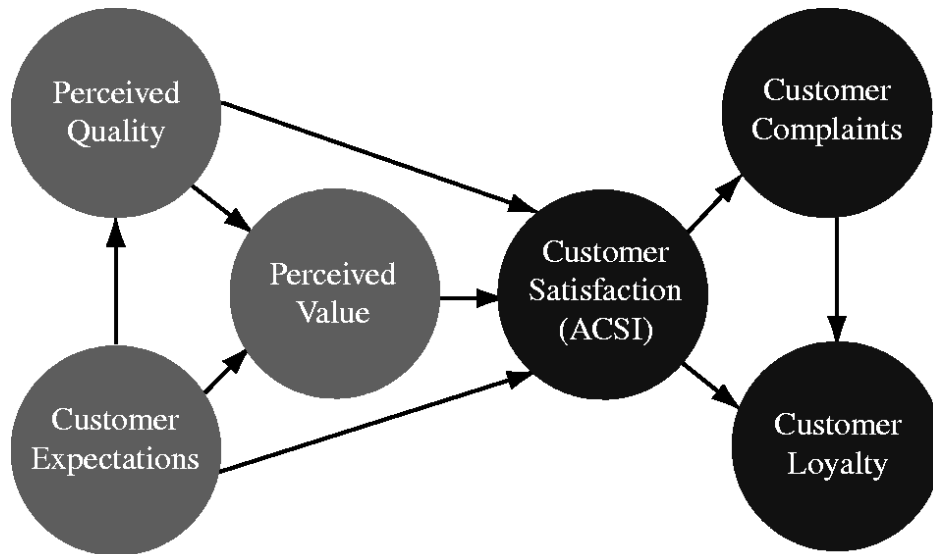 Perceived
Quality
Customer
Complaints
Perceived
Value
Customer
Satisfaction
(ACSI)
Customer
Expectations
Customer
Loyalty